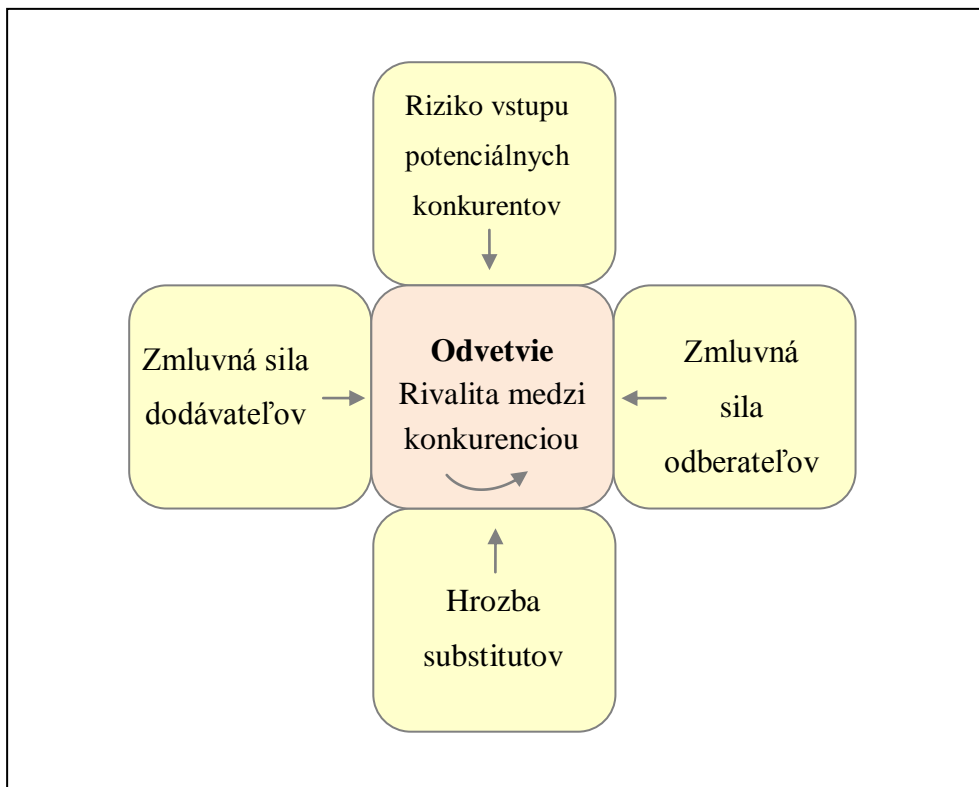 Riziko vstupu
potenciálnych
konkurentov
Zmluvná sila
dodávateľov
Odvetvie
Rivalita medzi
konkurenciou
Zmluvná
sila
odberateľov
Hrozba
substitutov